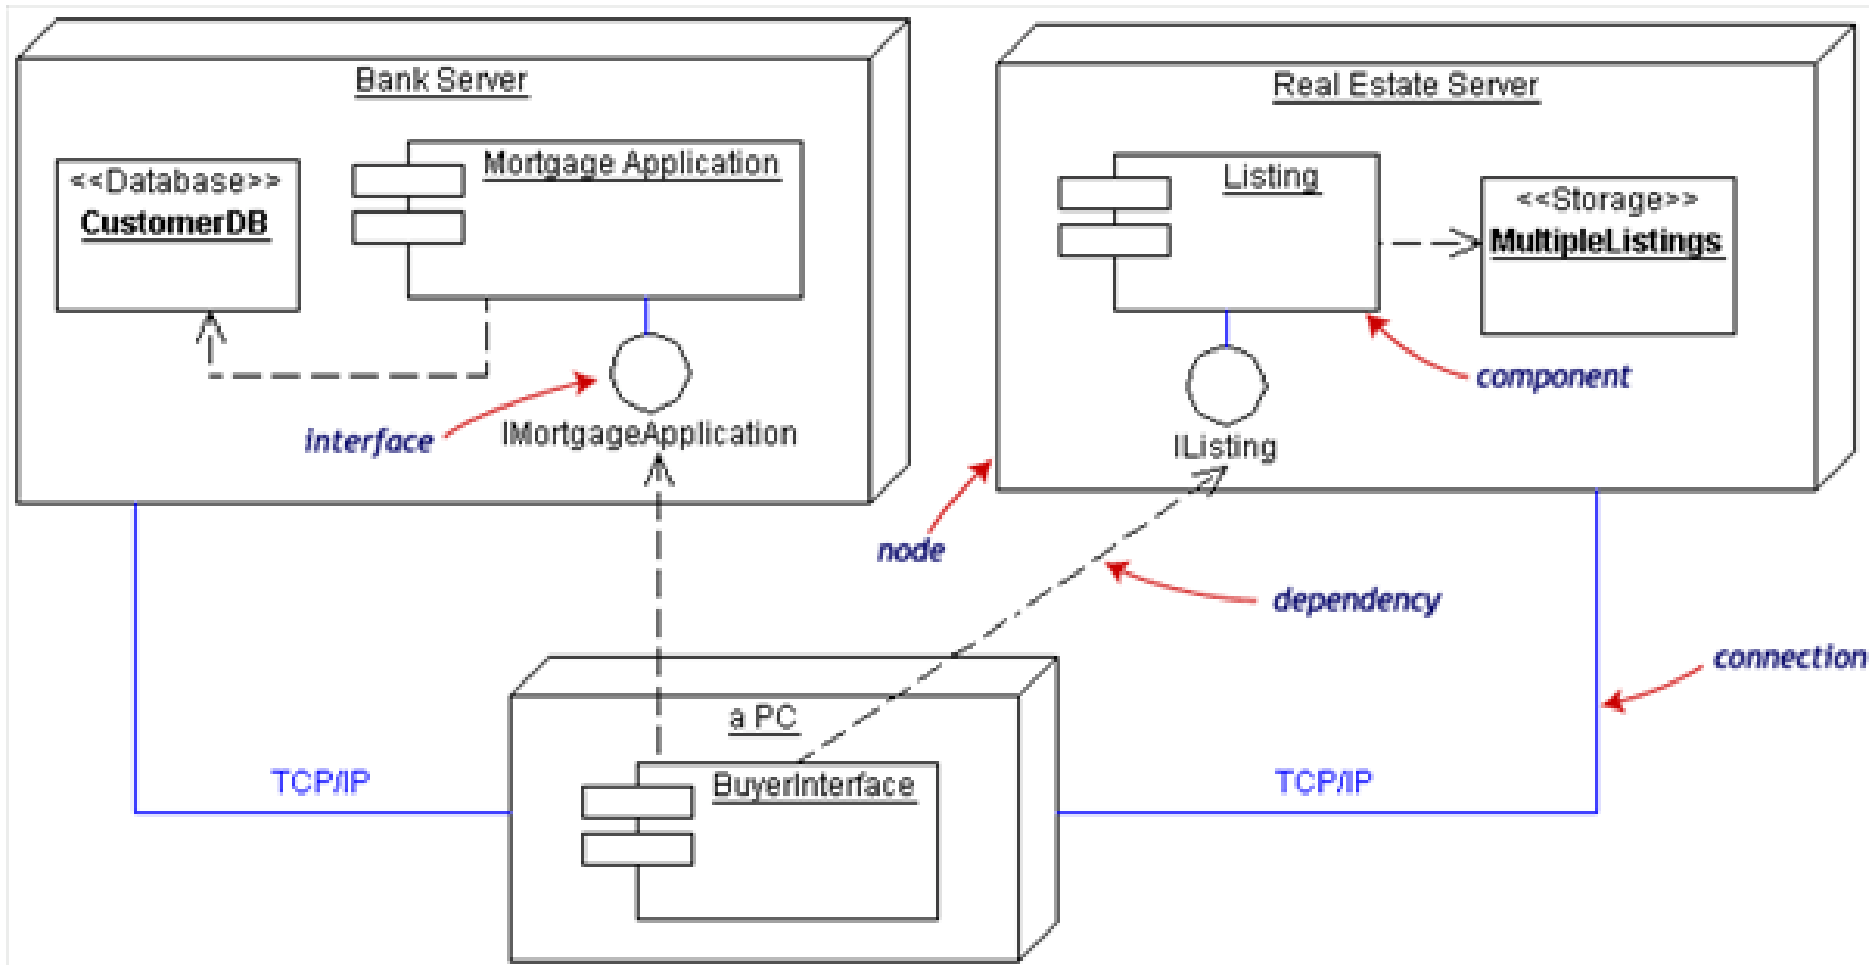 Bank Server
<<Database>>
CustomerDB
Mortgage Application
interface
IMortgageApplication
Real Estate Server
Listing
<<Storage>>
MultipleListings
component
IListing
node
dependency
connection
a PC
BuyerInterface
TCP/IP
TCP/IP